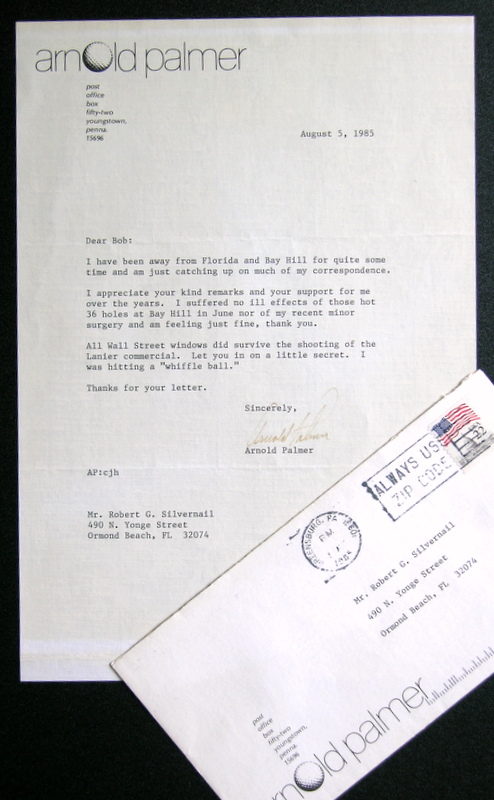 arnold palmer
post
office
box
fifty-two
youngstown,
penna.
15696
August 5, 1985
Dear Bob:
I have been away from Florida and Bay Hill for quite some
time and am just catching up on much of my correspondence.
I appreciate your kind remarks and your support for me
over the years. I suffered no ill effects of those hot
36 holes at Bay Hill in June nor of my recent minor
surgery and am feeling just fine, thank you.
All Wall Street windows did survive the shooting of the
Lanier commercial. Let you in on a little secret. I
was hitting a "whiffle ball."
Thanks for your letter.
Sincerely,
Arnold Palmer
Arnold Palmer
AP:cjh
Mr. Robert G. Silvernail
490 N. Yonge Street
Ormond Beach, FL 32074
ALWAYS USE
ZIP CODE
PM
Mr. Robert G. Silvernail
490 N. Yonge Street
Ormond Beach, FL 32074
post
office
box
fifty-two
youngstown,
penna.
15696
arnold palmer